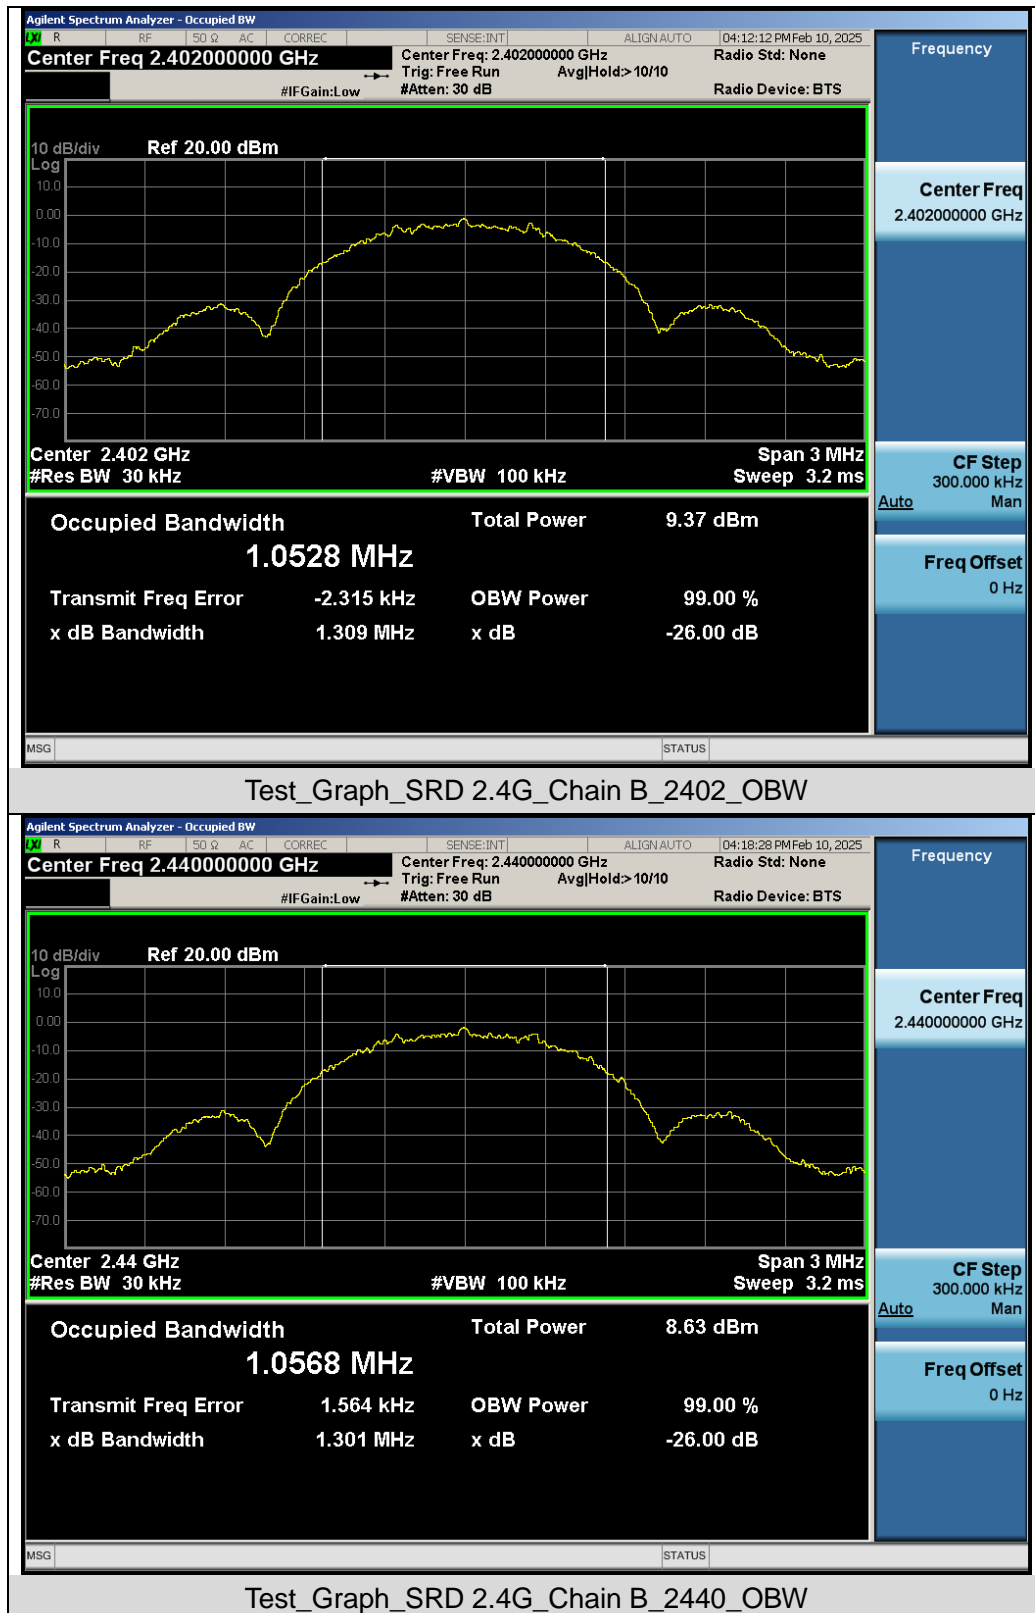 Agilent Spectrum Analyzer - Occupied BW
LXI R RF 50 Ω AC CORREC SENSE:INT ALIGN AUTO 04:12:12 PM Feb 10, 2025
Center Freq 2.402000000 GHz
Center Freq: 2.402000000 GHz Radio Std: None
Trig: Free Run Avg|Hold:> 10/10
#IFGain:Low #Atten: 30 dB Radio Device: BTS
Frequency
10 dB/div Ref 20.00 dBm
Log
10.0
0.00
-10.0
-20.0
-30.0
-40.0
-50.0
-60.0
-70.0
Center 2.402 GHz Span 3 MHz
#Res BW 30 kHz #VBW 100 kHz Sweep 3.2 ms
Center Freq
2.402000000 GHz
CF Step
300.000 kHz
Auto Man
Freq Offset
0 Hz
Occupied Bandwidth Total Power 9.37 dBm
1.0528 MHz
Transmit Freq Error -2.315 kHz OBW Power 99.00 %
x dB Bandwidth 1.309 MHz x dB -26.00 dB
MSG STATUS
Test_Graph_SRD 2.4G_Chain B_2402_OBW
Agilent Spectrum Analyzer - Occupied BW
LXI R RF 50 Ω AC CORREC SENSE:INT ALIGN AUTO 04:18:28 PM Feb 10, 2025
Center Freq 2.440000000 GHz
Center Freq: 2.440000000 GHz Radio Std: None
Trig: Free Run Avg|Hold:> 10/10
#IFGain:Low #Atten: 30 dB Radio Device: BTS
Frequency
10 dB/div Ref 20.00 dBm
Log
10.0
0.00
-10.0
-20.0
-30.0
-40.0
-50.0
-60.0
-70.0
Center 2.44 GHz Span 3 MHz
#Res BW 30 kHz #VBW 100 kHz Sweep 3.2 ms
Center Freq
2.440000000 GHz
CF Step
300.000 kHz
Auto Man
Freq Offset
0 Hz
Occupied Bandwidth Total Power 8.63 dBm
1.0568 MHz
Transmit Freq Error 1.564 kHz OBW Power 99.00 %
x dB Bandwidth 1.301 MHz x dB -26.00 dB
MSG STATUS
Test_Graph_SRD 2.4G_Chain B_2440_OBW